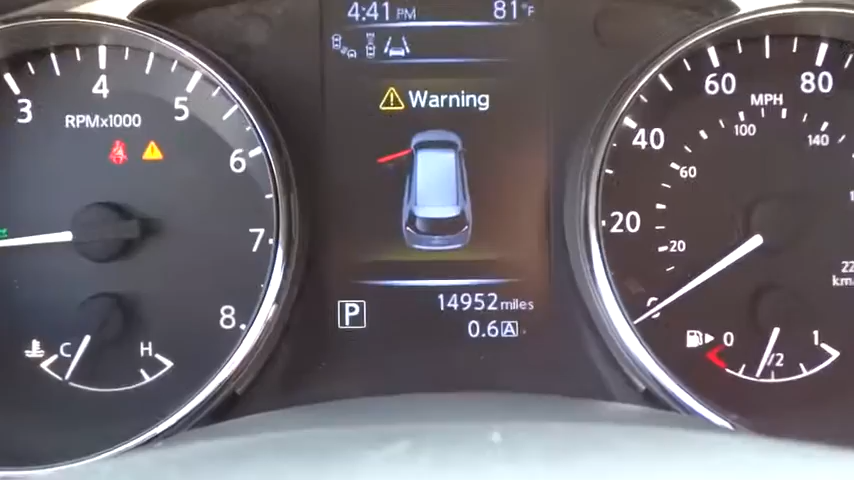 4:41 PM 81°F
Warning
P
14952 miles
0.6 A
3 4 5 6 7 8
RPMx1000
C H
20 40 60 80
MPH
20 60 100 140
0 1/2 1